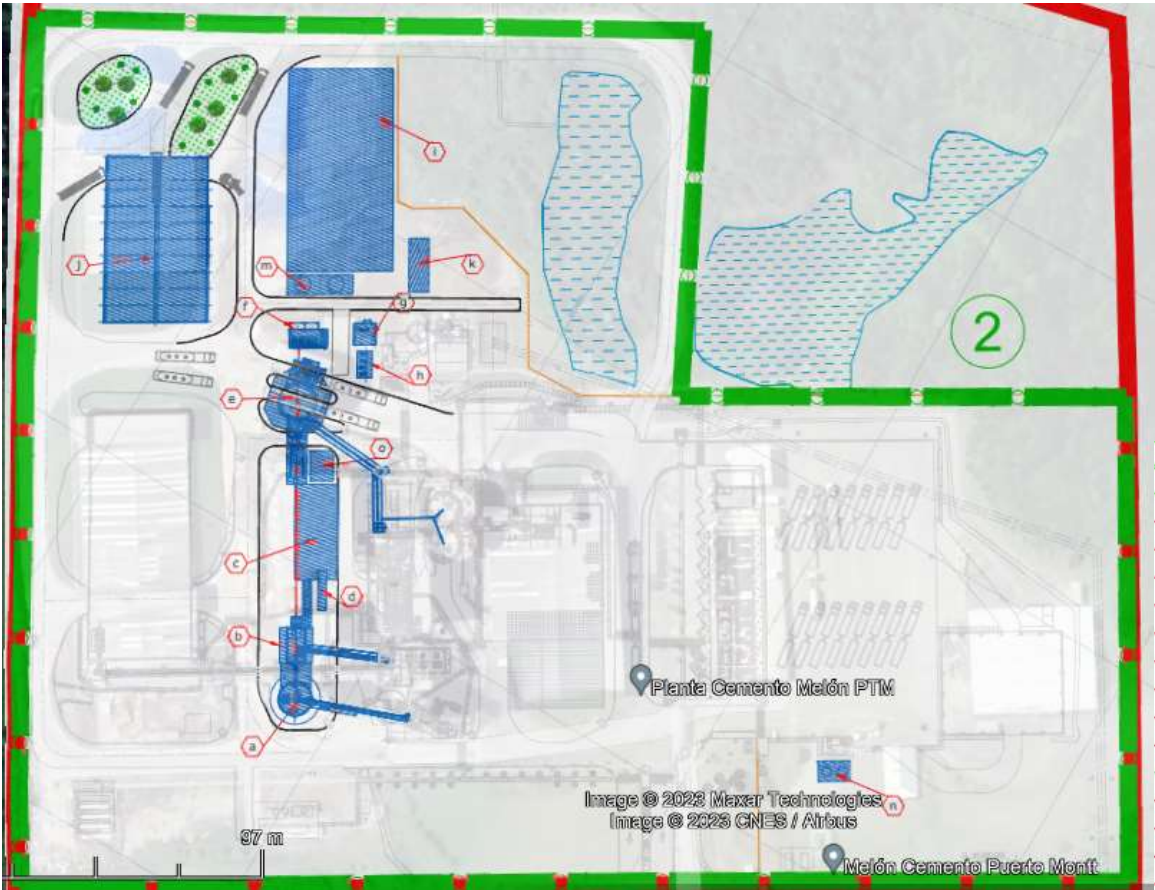 i
j
k
m
2
g
f
h
e
o
c
d
b
Planta Cemento Melón PTM
a
n
Image © 2023 Maxar Technologies
Image © 2023 CNES / Airbus
97 m
Melón Cemento Puerto Montt